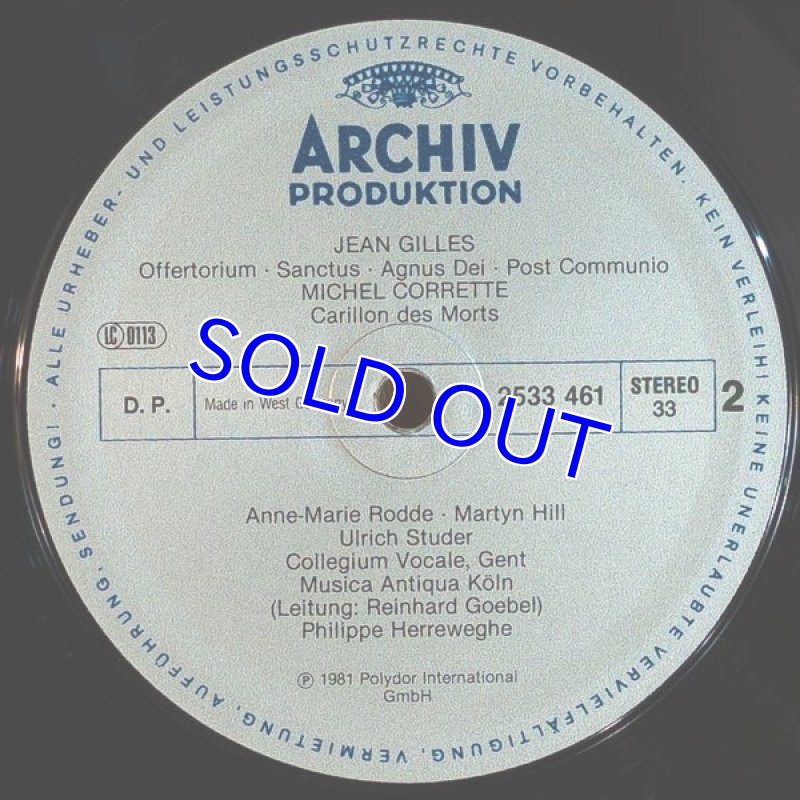 ALLE URHEBER- UND LEISTUNGSSCHUTZRECHTE VORBEHALTEN. KEIN VERLEIH! KEINE UNERLAUBTE VERVIELFÄLTIGUNG, VERMIETUNG, AUFFÜHRUNG, SENDUNG!
ARCHIV
PRODUKTION
JEAN GILLES
Offertorium · Sanctus · Agnus Dei · Post Communio
MICHEL CORRETTE
Carillon des Morts
LC 0113
D. P.
Made in West
2533 461
STEREO
33
2
SOLD OUT
Anne-Marie Rodde · Martyn Hill
Ulrich Studer
Collegium Vocale, Gent
Musica Antiqua Köln
(Leitung: Reinhard Goebel)
Philippe Herreweghe
℗ 1981 Polydor International
GmbH